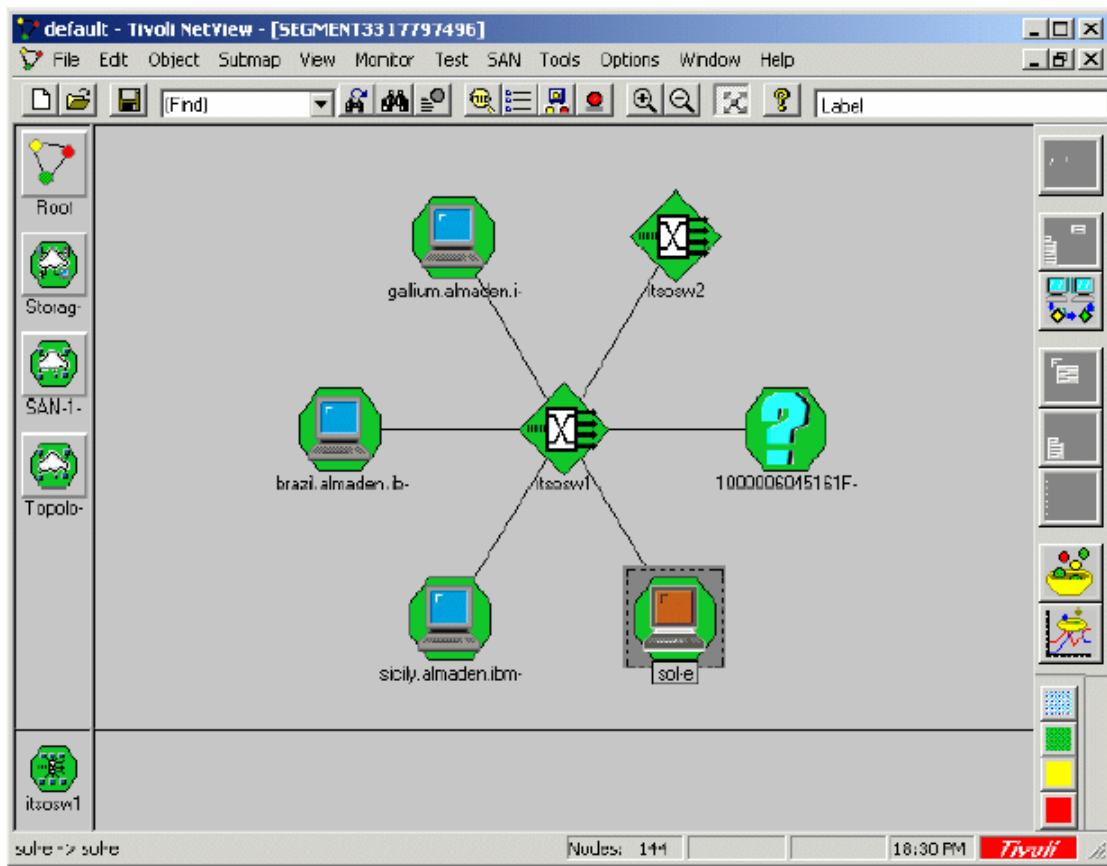 default - Tivoli NetView - [SEGMENT3317797496]
File Edit Object Submap View Monitor Test SAN Tools Options Window Help
(Find) Label
Root
Storag-
SAN-1-
Topolo-
gallium.almaden.i-
itsosw2
brazil.almaden.ib-
itsosw1
1000006045161F-
sicily.almaden.ibm-
sol-e
itsosw1
sol-e -> sol-e
Nodes: 144
18:30 PM
Tivoli